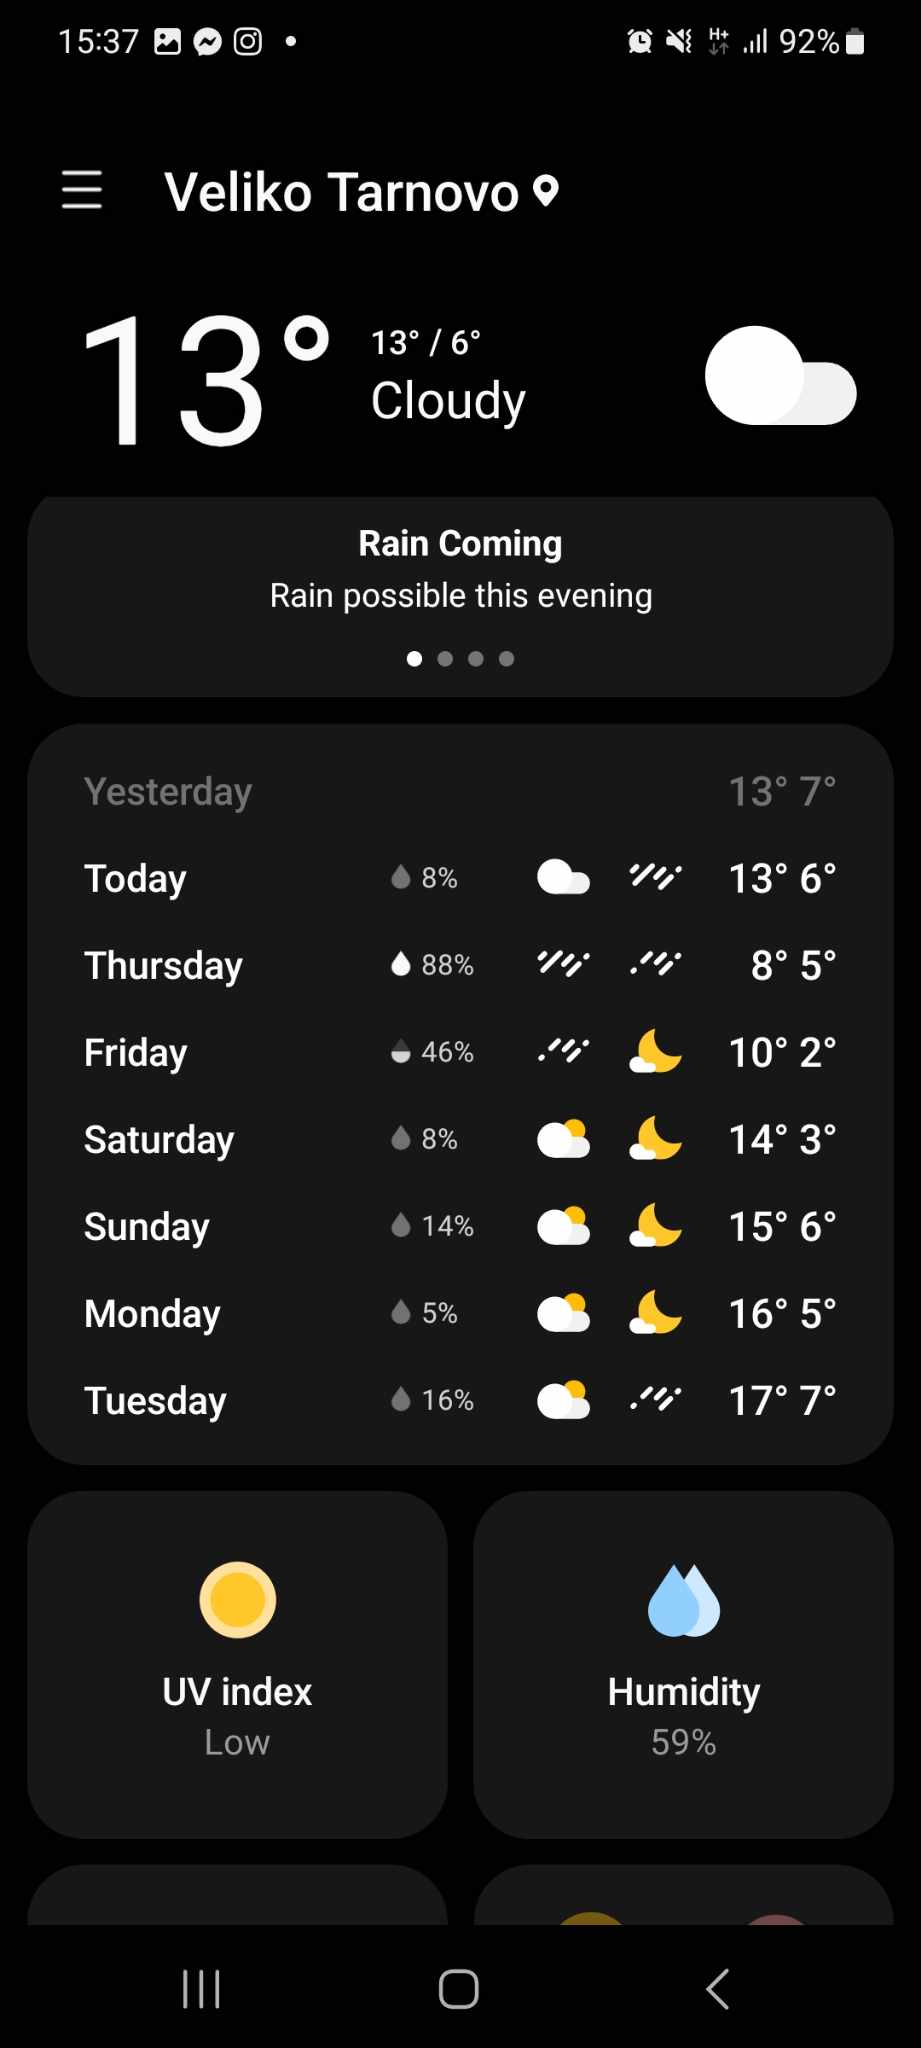 15:37 H+ 92%
Veliko Tarnovo
13° 13° / 6°
Cloudy
Rain Coming
Rain possible this evening
Yesterday 13° 7°
Today 8% 13° 6°
Thursday 88% 8° 5°
Friday 46% 10° 2°
Saturday 8% 14° 3°
Sunday 14% 15° 6°
Monday 5% 16° 5°
Tuesday 16% 17° 7°
UV index
Low
Humidity
59%